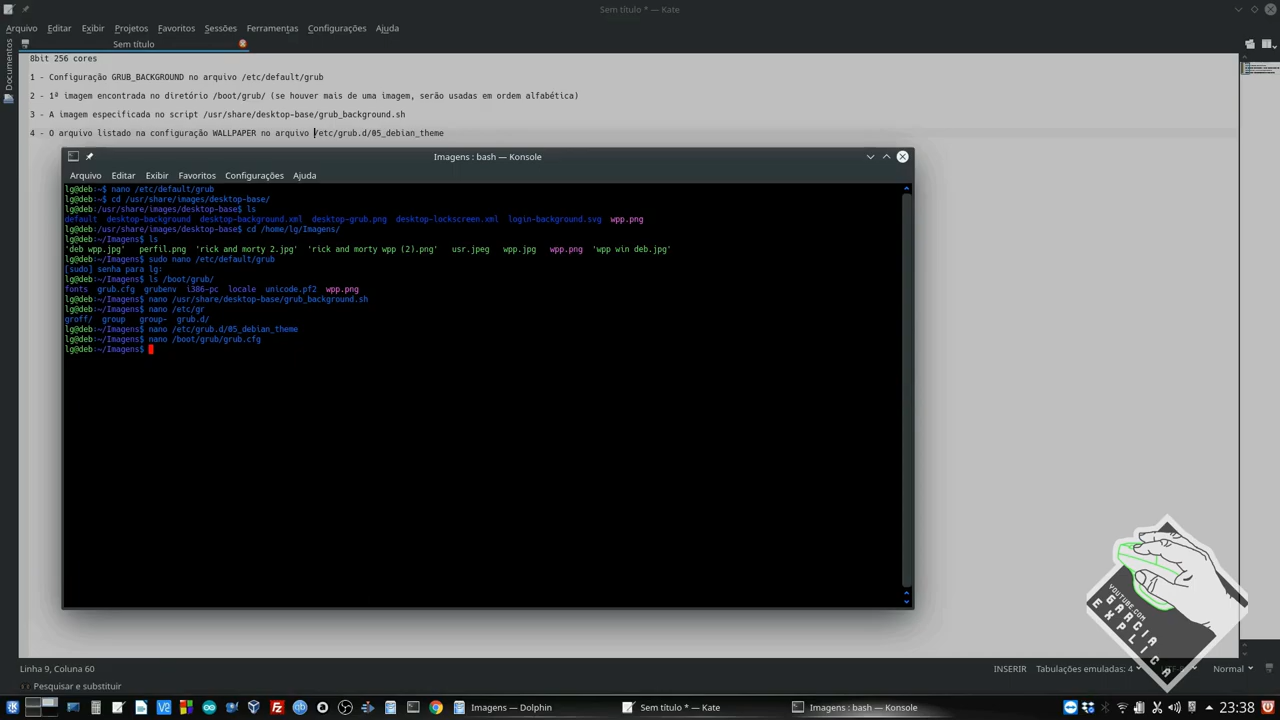 Sem título * — Kate
Arquivo Editar Exibir Projetos Favoritos Sessões Ferramentas Configurações Ajuda
Sem título
Documentos
8bit 256 cores
1 - Configuração GRUB_BACKGROUND no arquivo /etc/default/grub
2 - 1ª imagem encontrada no diretório /boot/grub/ (se houver mais de uma imagem, serão usadas em ordem alfabética)
3 - A imagem especificada no script /usr/share/desktop-base/grub_background.sh
4 - O arquivo listado na configuração WALLPAPER no arquivo /etc/grub.d/05_debian_theme
Imagens : bash — Konsole
Arquivo Editar Exibir Favoritos Configurações Ajuda
lg@deb:~$ nano /etc/default/grub
lg@deb:~$ cd /usr/share/images/desktop-base/
lg@deb:/usr/share/images/desktop-base$ ls
default desktop-background desktop-background.xml desktop-grub.png desktop-lockscreen.xml login-background.svg wpp.png
lg@deb:/usr/share/images/desktop-base$ cd /home/lg/Imagens/
lg@deb:~/Imagens$ ls
'deb wpp.jpg' perfil.png 'rick and morty 2.jpg' 'rick and morty wpp (2).png' usr.jpeg wpp.jpg wpp.png 'wpp win deb.jpg'
lg@deb:~/Imagens$ sudo nano /etc/default/grub
[sudo] senha para lg:
lg@deb:~/Imagens$ ls /boot/grub/
fonts grub.cfg grubenv i386-pc locale unicode.pf2 wpp.png
lg@deb:~/Imagens$ nano /usr/share/desktop-base/grub_background.sh
lg@deb:~/Imagens$ nano /etc/gr
groff/ group group- grub.d/
lg@deb:~/Imagens$ nano /etc/grub.d/05_debian_theme
lg@deb:~/Imagens$ nano /boot/grub/grub.cfg
lg@deb:~/Imagens$
YOUTUBE.COM
GARCIA
EXPLICA
Linha 9, Coluna 60
INSERIR Tabulações emuladas: 4 Normal
Pesquisar e substituir
Imagens — Dolphin
Sem título * — Kate
Imagens : bash — Konsole
23:38